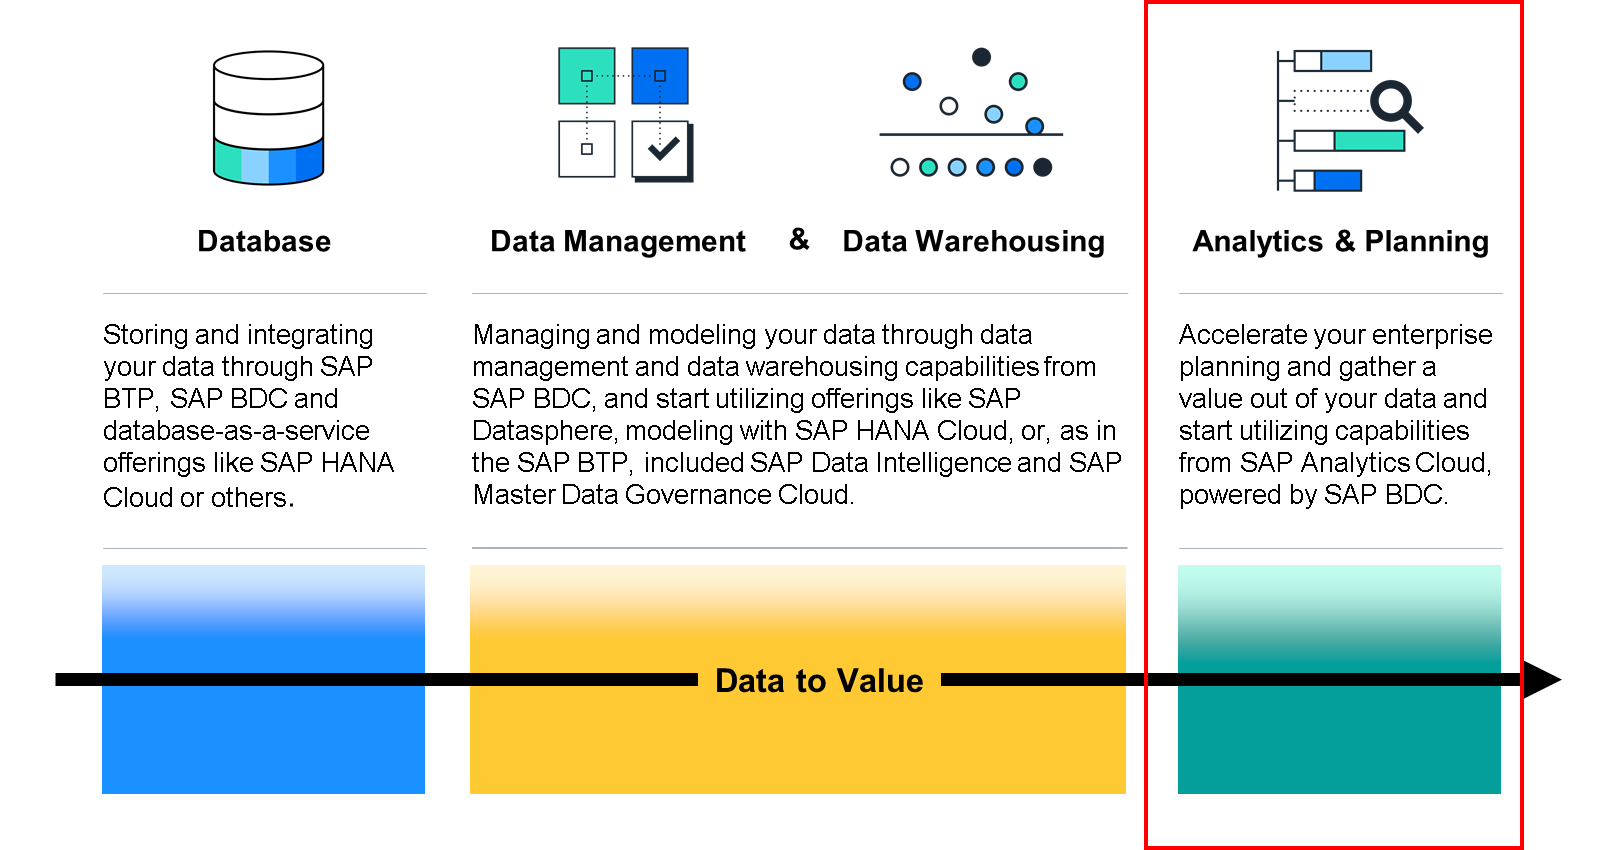 Database
Data Management & Data Warehousing
Analytics & Planning
Storing and integrating
your data through SAP
BTP, SAP BDC and
database-as-a-service
offerings like SAP HANA
Cloud or others.
Managing and modeling your data through data
management and data warehousing capabilities from
SAP BDC, and start utilizing offerings like SAP
Datasphere, modeling with SAP HANA Cloud, or, as in
the SAP BTP, included SAP Data Intelligence and SAP
Master Data Governance Cloud.
Accelerate your enterprise
planning and gather a
value out of your data and
start utilizing capabilities
from SAP Analytics Cloud,
powered by SAP BDC.
Data to Value